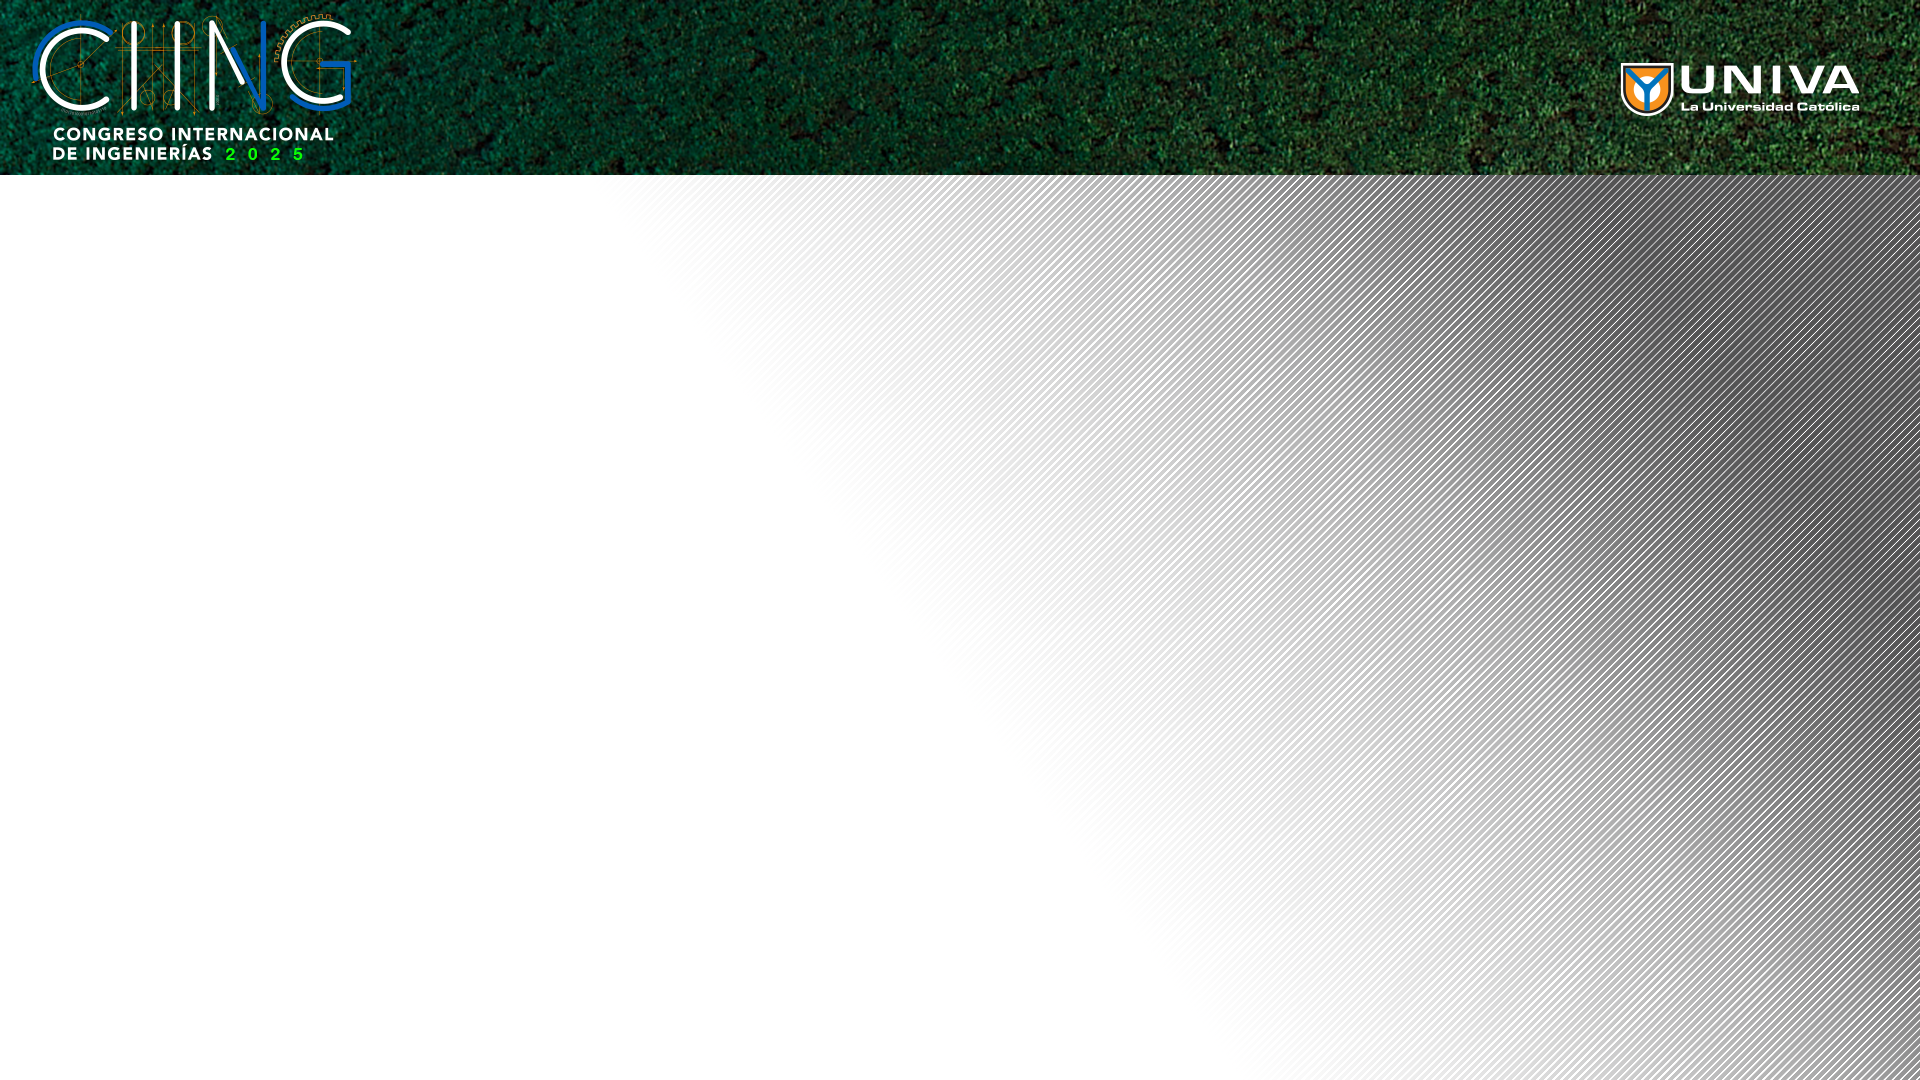 CIING
CONGRESO INTERNACIONAL
DE INGENIERÍAS 2025
UNIVA
La Universidad Católica